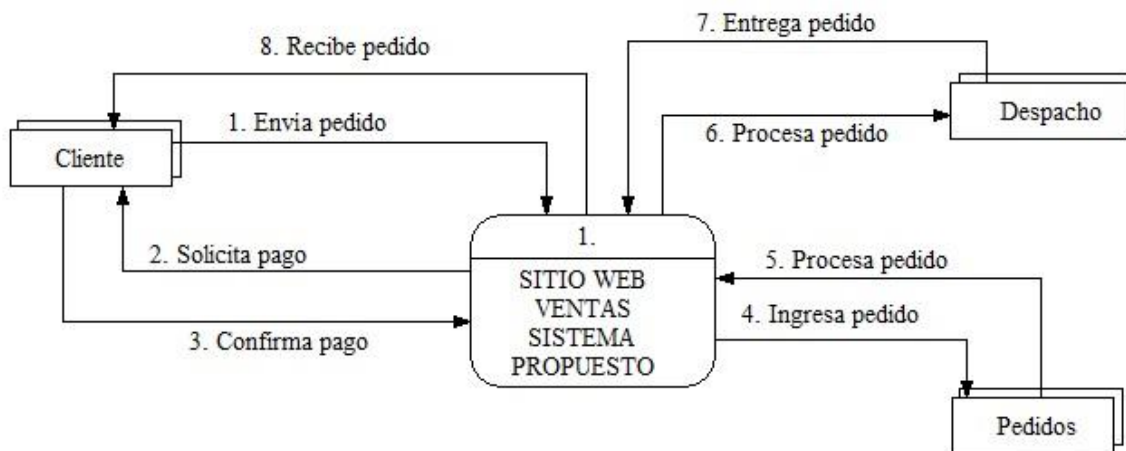 7. Entrega pedido
8. Recibe pedido
1. Envia pedido
6. Procesa pedido
Despacho
Cliente
1.
2. Solicita pago
5. Procesa pedido
SITIO WEB
VENTAS
SISTEMA
PROPUESTO
4. Ingresa pedido
3. Confirma pago
Pedidos